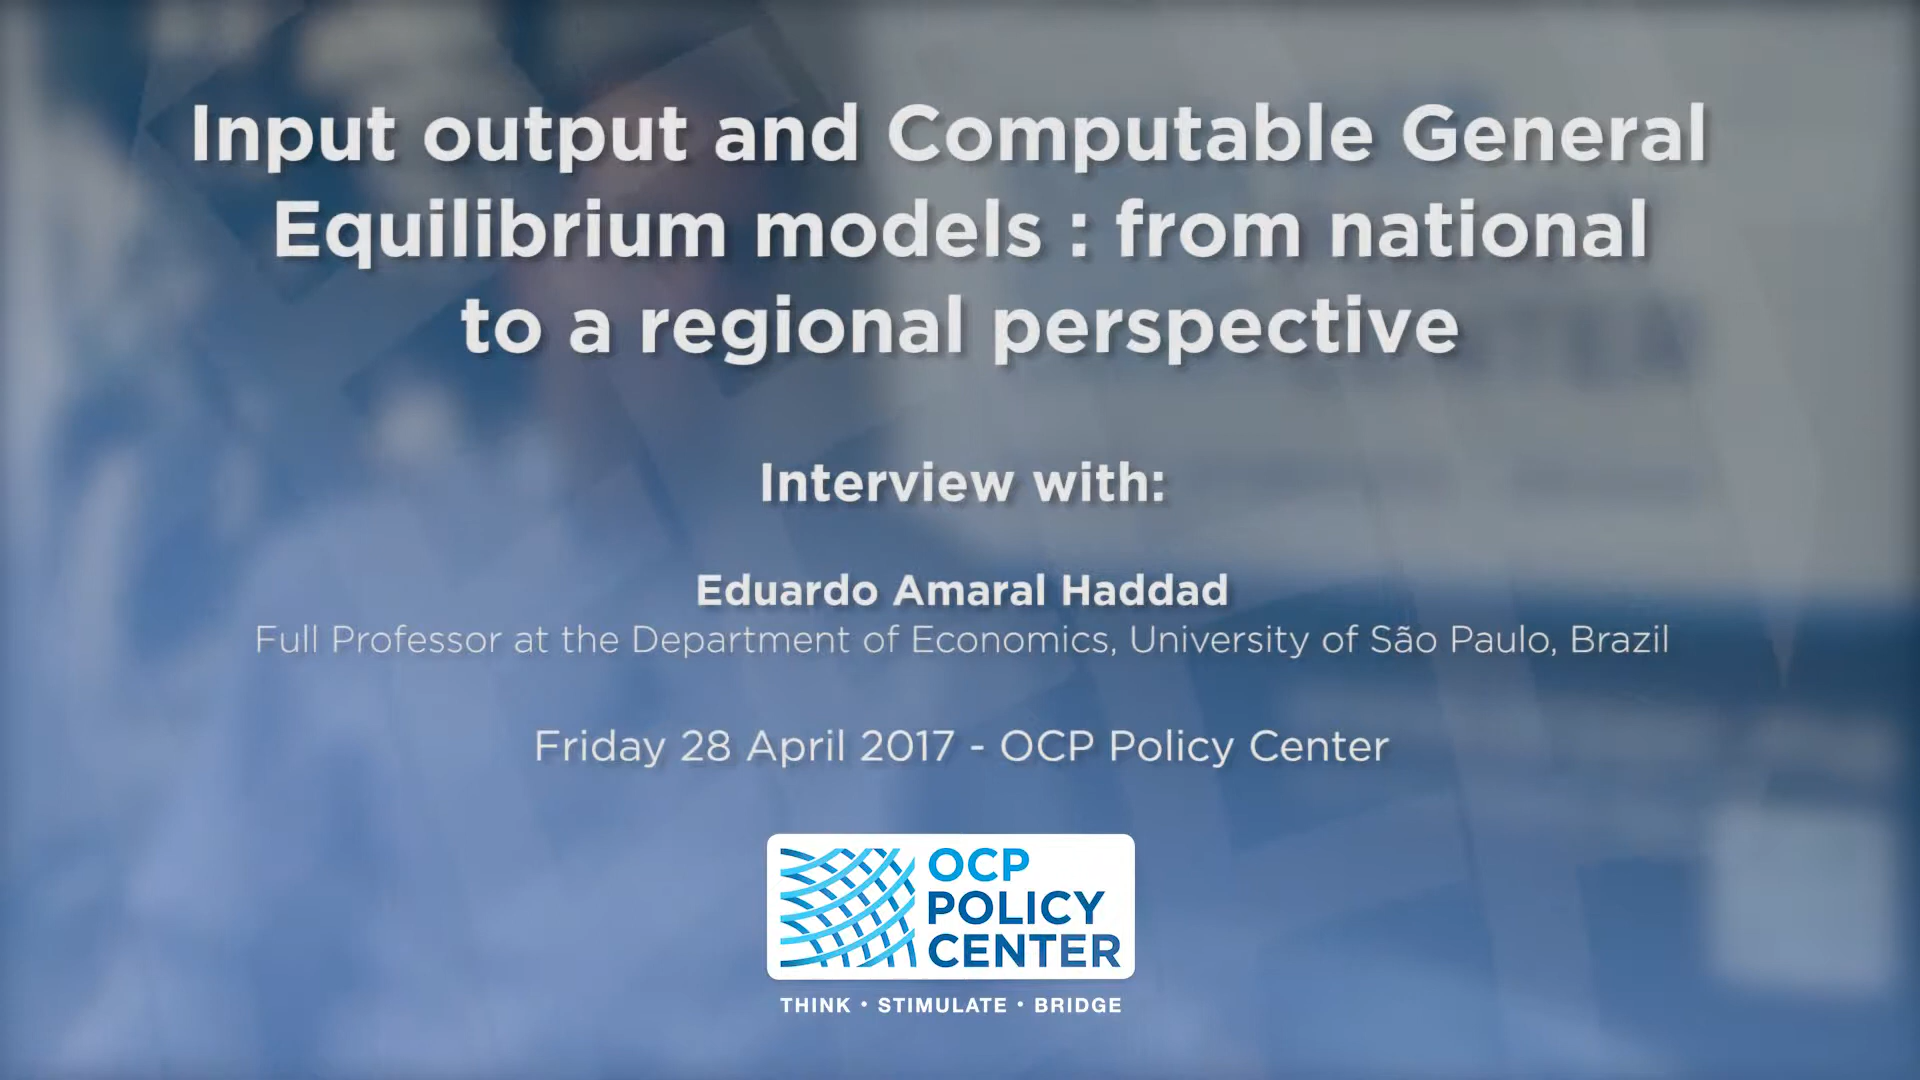 Input output and Computable General
Equilibrium models : from national
to a regional perspective
Interview with:
Eduardo Amaral Haddad
Full Professor at the Department of Economics, University of São Paulo, Brazil
Friday 28 April 2017 - OCP Policy Center
OCP
POLICY
CENTER
THINK • STIMULATE • BRIDGE